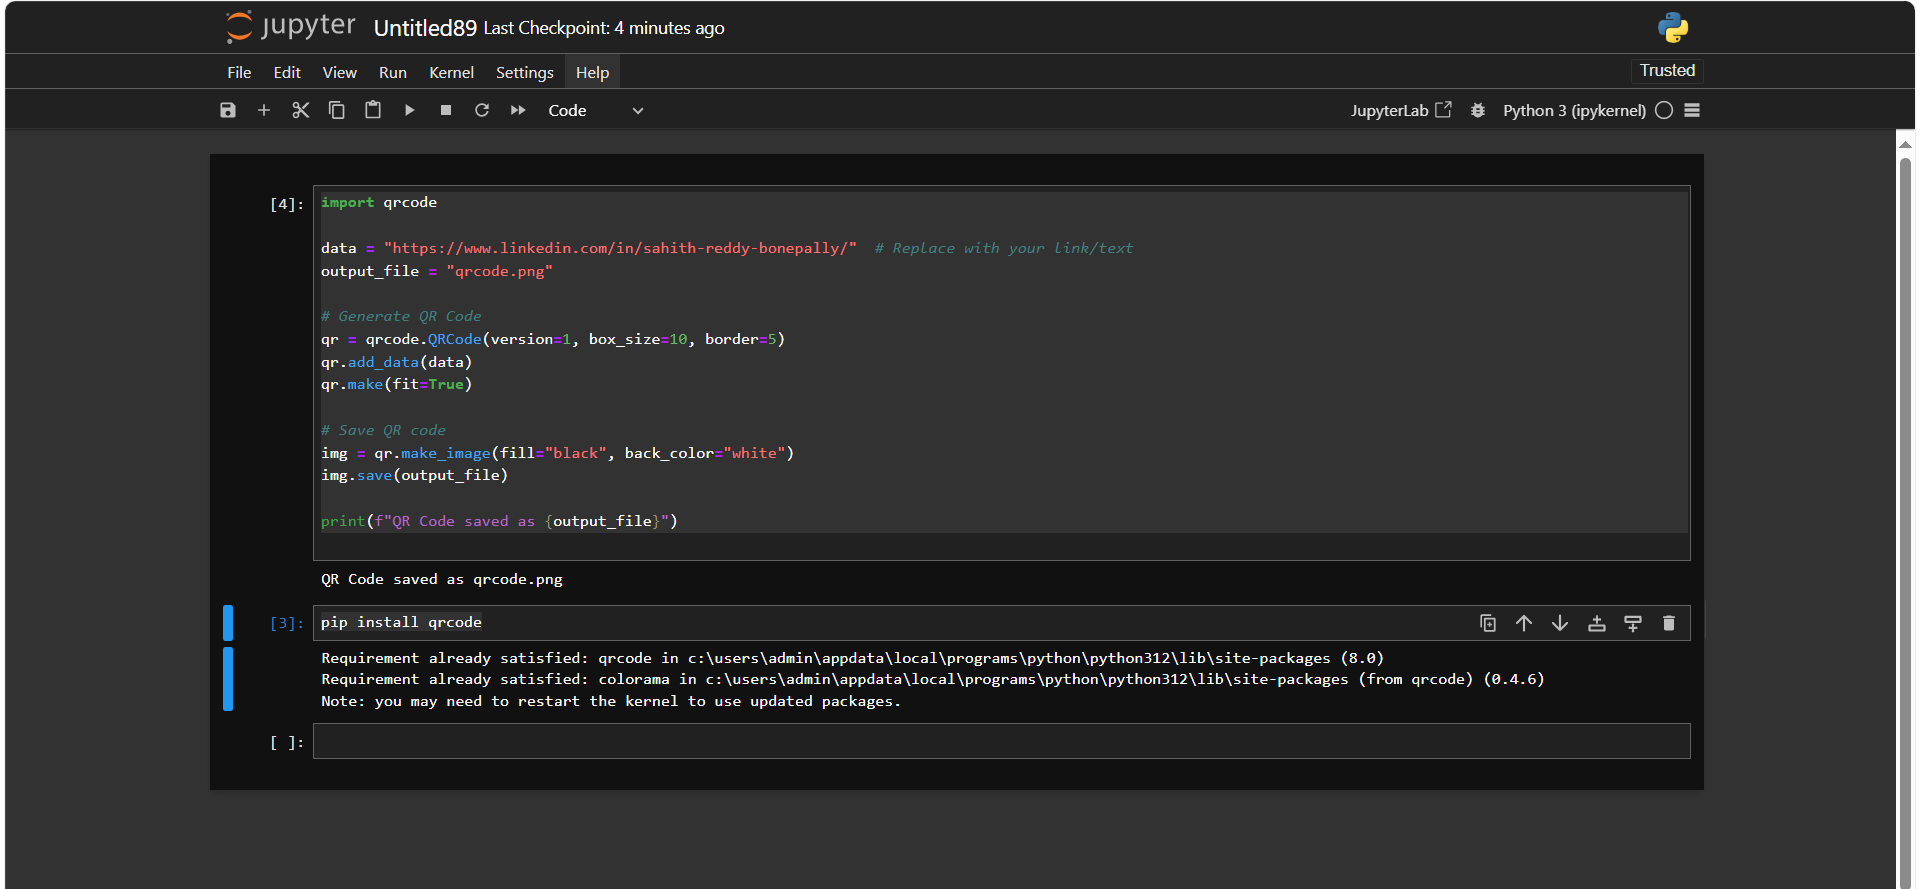 jupyter Untitled89 Last Checkpoint: 4 minutes ago
File Edit View Run Kernel Settings Help Trusted
Code JupyterLab Python 3 (ipykernel)
[4]: import qrcode
data = "https://www.linkedin.com/in/sahith-reddy-bonepally/"  # Replace with your link/text
output_file = "qrcode.png"
# Generate QR Code
qr = qrcode.QRCode(version=1, box_size=10, border=5)
qr.add_data(data)
qr.make(fit=True)
# Save QR code
img = qr.make_image(fill="black", back_color="white")
img.save(output_file)
print(f"QR Code saved as {output_file}")
QR Code saved as qrcode.png
[3]: pip install qrcode
Requirement already satisfied: qrcode in c:\users\admin\appdata\local\programs\python\python312\lib\site-packages (8.0)
Requirement already satisfied: colorama in c:\users\admin\appdata\local\programs\python\python312\lib\site-packages (from qrcode) (0.4.6)
Note: you may need to restart the kernel to use updated packages.
[ ]: